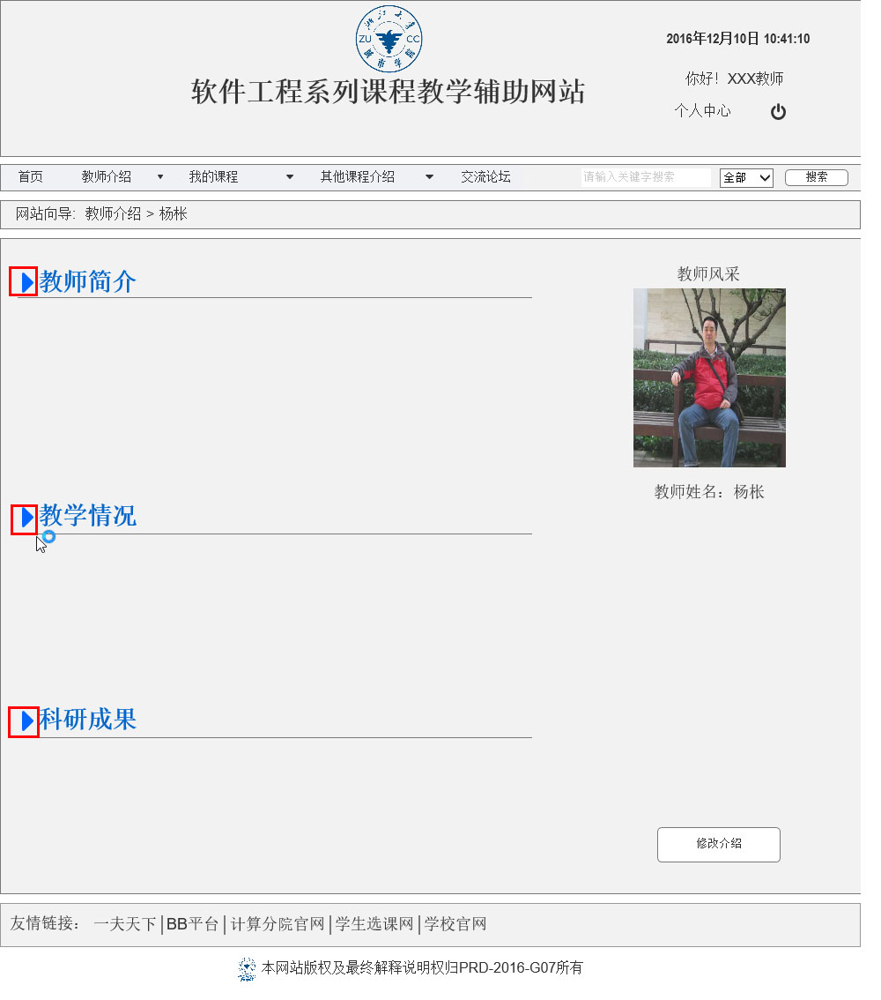 浙江大学
ZU CC
城市学院
软件工程系列课程教学辅助网站
2016年12月10日 10:41:10
你好！XXX教师
个人中心
首页 教师介绍 我的课程 其他课程介绍 交流论坛 请输入关键字搜索 全部 搜索
网站向导: 教师介绍 > 杨枨
教师简介
教师风采
教师姓名：杨枨
教学情况
科研成果
修改介绍
友情链接： 一夫天下│BB平台│计算分院官网│学生选课网│学校官网
本网站版权及最终解释说明权归PRD-2016-G07所有